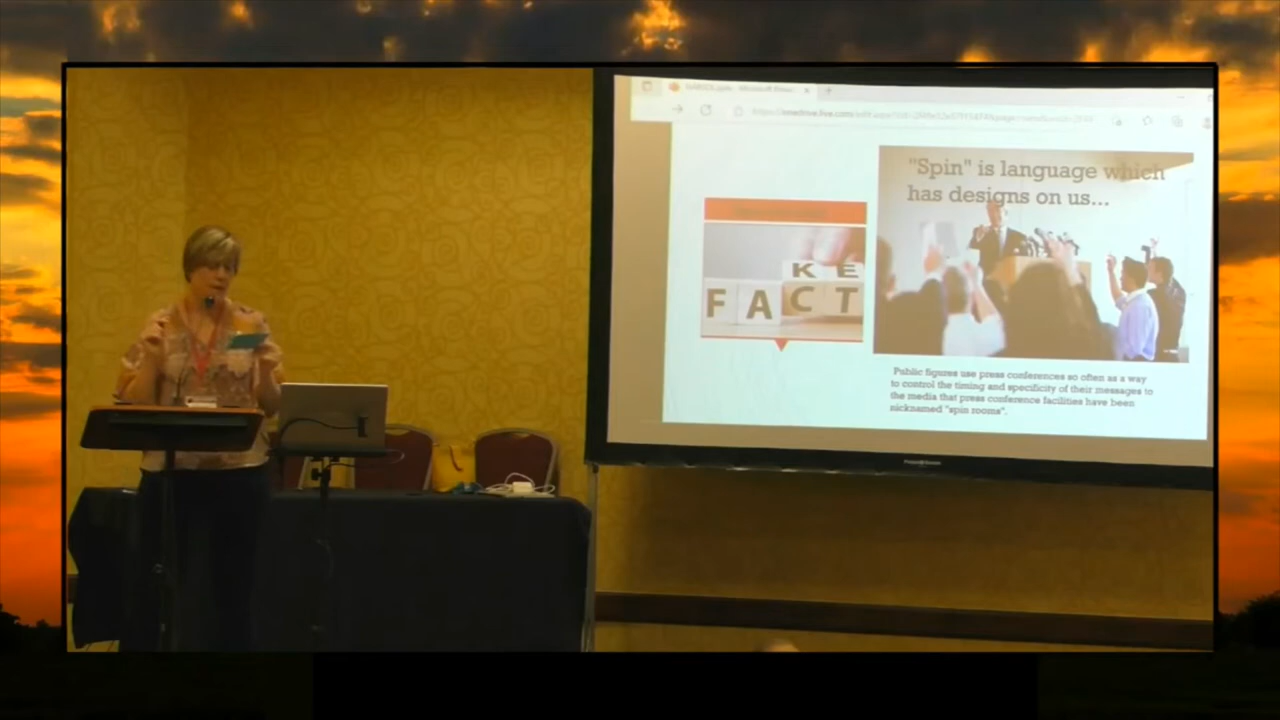 "Spin" is language which
has designs on us...
KE
FACT
Public figures use press conferences so often as a way
to control the timing and specificity of their messages to
the media that press conference facilities have been
nicknamed "spin rooms".